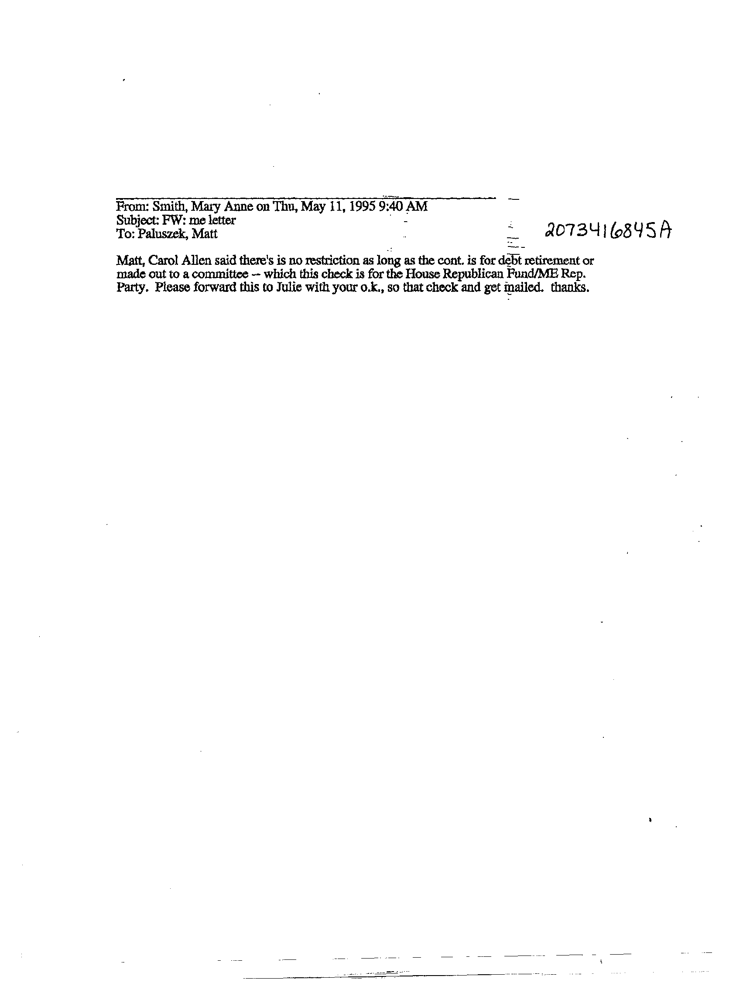 From: Smith, Mary Anne on Thu, May 11, 1995 9:40 AM
Subject: FW: me letter
To: Paluszek, Matt
2073416845A
Matt, Carol Allen said there's is no restriction as long as the cont. is for debt retirement or
made out to a committee -- which this check is for the House Republican Fund/ME Rep.
Party. Please forward this to Julie with your o.k., so that check and get mailed. thanks.